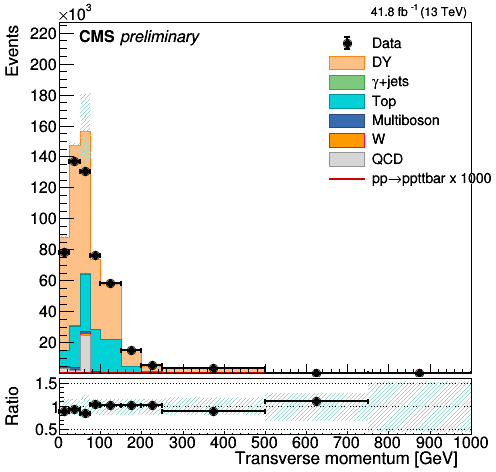 ×10³
41.8 fb⁻¹ (13 TeV)
CMS preliminary
Events
220
200
180
160
140
120
100
80
60
40
20
Data
DY
γ+jets
Top
Multiboson
W
QCD
pp→ppttbar x 1000
Ratio
1.5
1
0.5
0 100 200 300 400 500 600 700 800 900 1000
Transverse momentum [GeV]